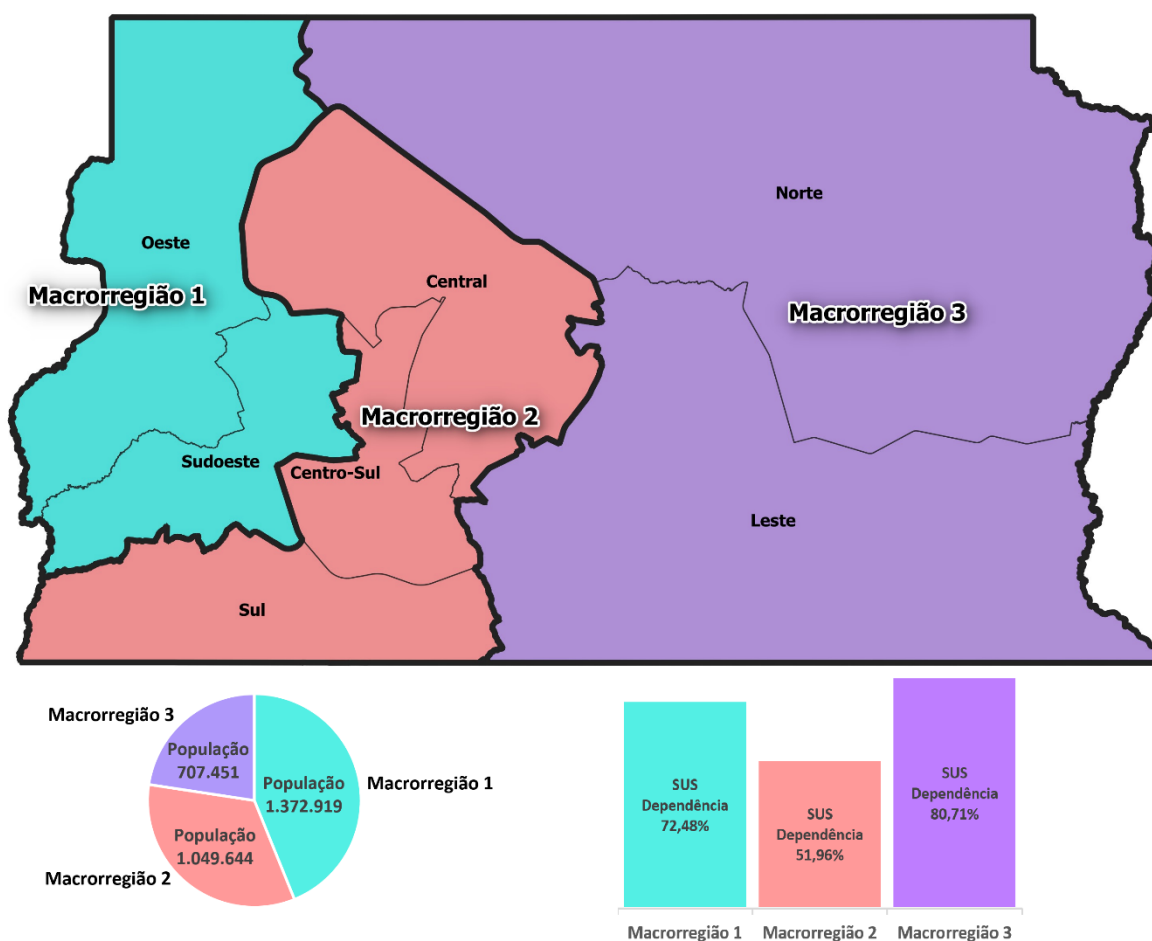 Norte
Oeste
Central
Macrorregião 1
Macrorregião 3
Macrorregião 2
Sudoeste
Centro-Sul
Leste
Sul
Macrorregião 3
População
707.451
População
1.372.919
Macrorregião 1
População
1.049.644
Macrorregião 2
SUS
Dependência
72,48%
SUS
Dependência
51,96%
SUS
Dependência
80,71%
Macrorregião 1
Macrorregião 2
Macrorregião 3